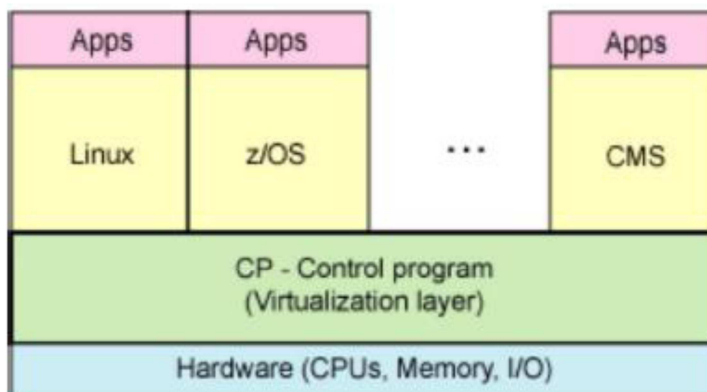 Apps Apps Apps
Linux z/OS ... CMS
CP - Control program
(Virtualization layer)
Hardware (CPUs, Memory, I/O)